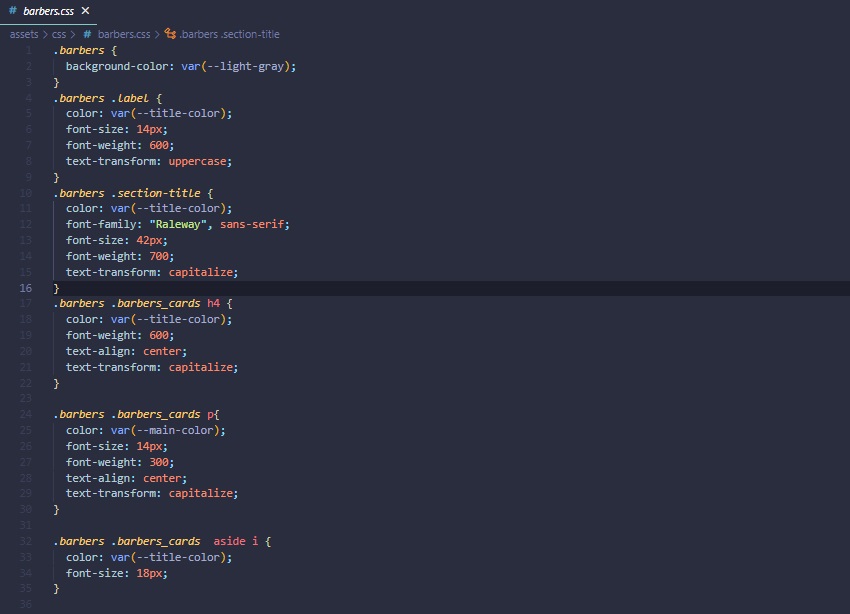 # barbers.css ×
assets > css > # barbers.css > .barbers .section-title
1 .barbers {
2 background-color: var(--light-gray);
3 }
4 .barbers .label {
5 color: var(--title-color);
6 font-size: 14px;
7 font-weight: 600;
8 text-transform: uppercase;
9 }
10 .barbers .section-title {
11 color: var(--title-color);
12 font-family: "Raleway", sans-serif;
13 font-size: 42px;
14 font-weight: 700;
15 text-transform: capitalize;
16 }
17 .barbers .barbers_cards h4 {
18 color: var(--title-color);
19 font-weight: 600;
20 text-align: center;
21 text-transform: capitalize;
22 }
23
24 .barbers .barbers_cards p{
25 color: var(--main-color);
26 font-size: 14px;
27 font-weight: 300;
28 text-align: center;
29 text-transform: capitalize;
30 }
31
32 .barbers .barbers_cards  aside i {
33 color: var(--title-color);
34 font-size: 18px;
35 }
36